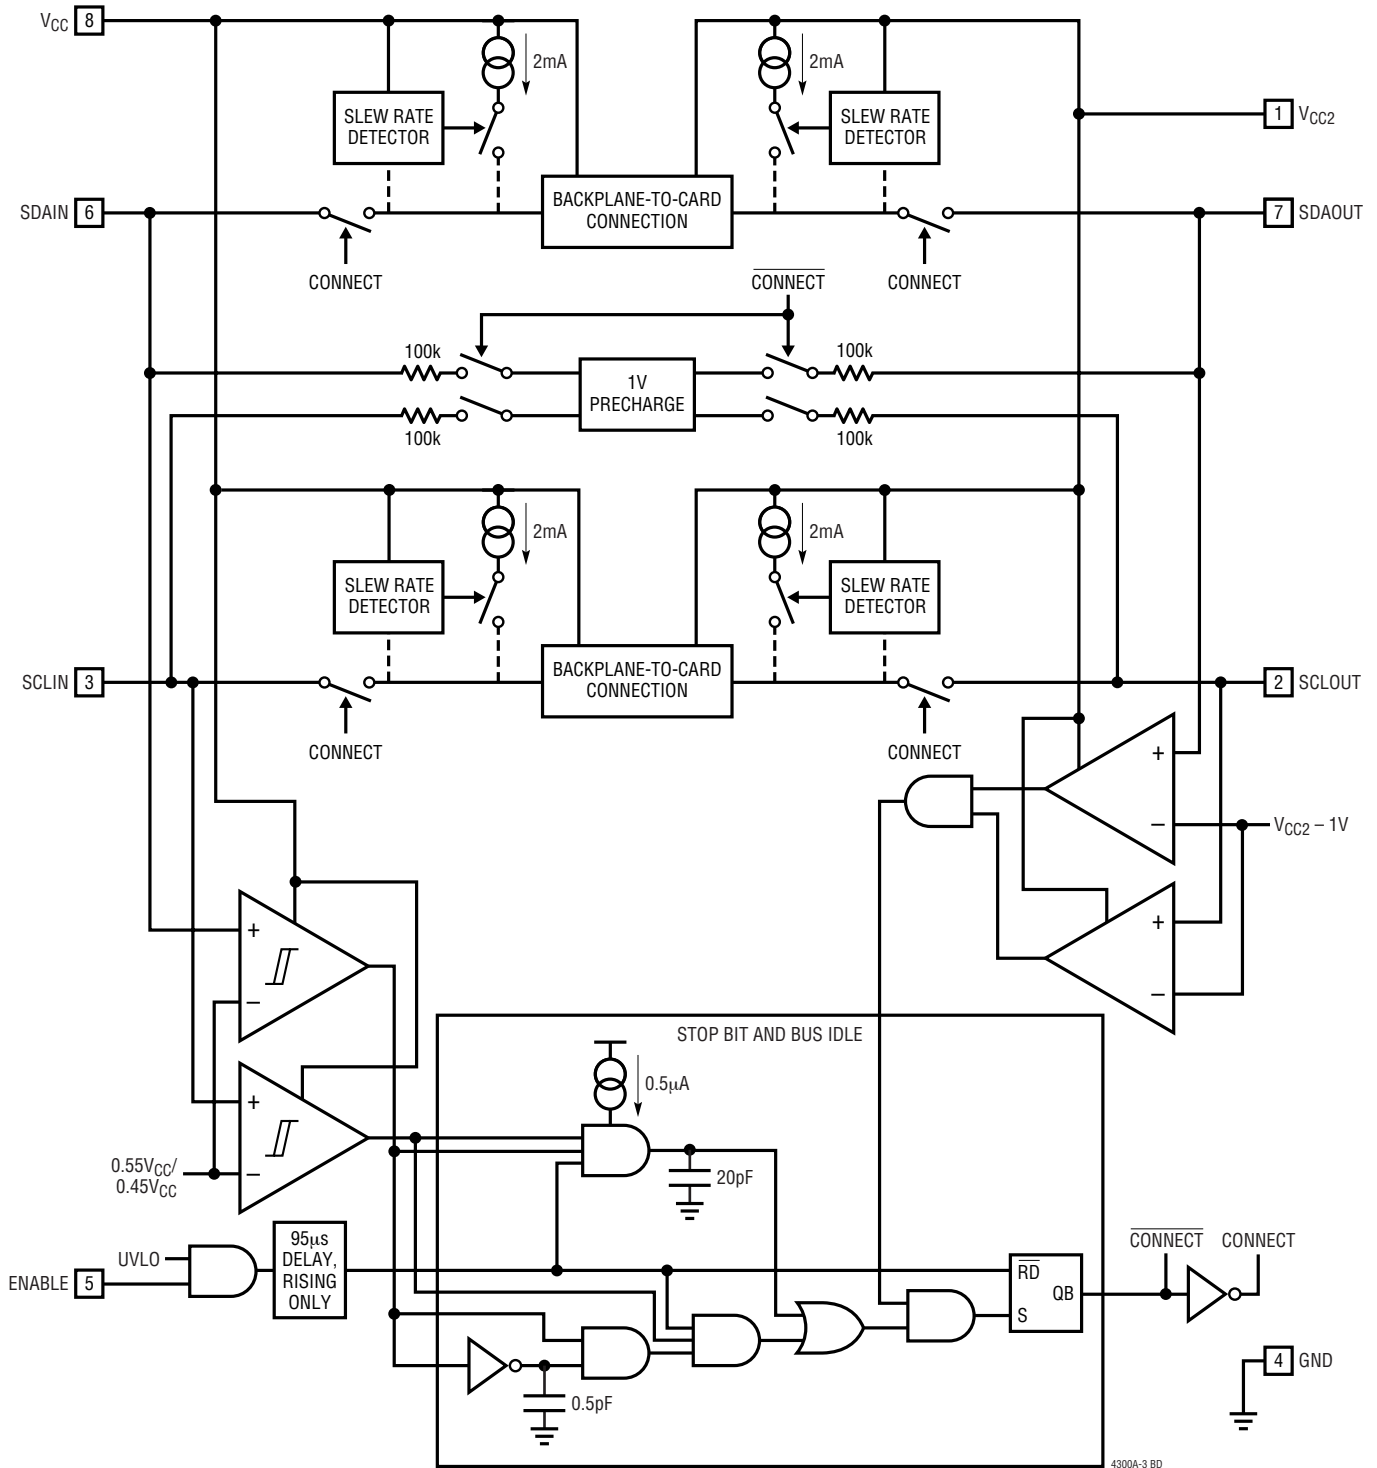 VCC 8
2mA
2mA
SLEW RATE
DETECTOR
SLEW RATE
DETECTOR
1 VCC2
SDAIN 6
BACKPLANE-TO-CARD
CONNECTION
7 SDAOUT
CONNECT
CONNECT
CONNECT
100k
100k
1V
PRECHARGE
100k
100k
2mA
2mA
SLEW RATE
DETECTOR
SLEW RATE
DETECTOR
SCLIN 3
BACKPLANE-TO-CARD
CONNECTION
2 SCLOUT
CONNECT
CONNECT
+
–
VCC2 – 1V
+
–
+
–
+
–
0.55VCC/
0.45VCC
STOP BIT AND BUS IDLE
0.5µA
20pF
UVLO
ENABLE 5
95µs
DELAY,
RISING
ONLY
RD
QB
S
CONNECT
CONNECT
0.5pF
4 GND
4300A-3 BD